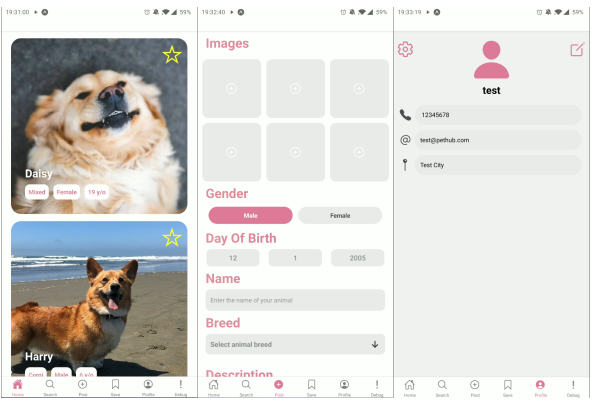 19:31:00
59%
Daisy
Mixed
Female
19 y/o
Harry
Corgi
Male
6 y/o
Home
Search
Post
Save
Profile
Debug
19:32:40
59%
Images
Gender
Male
Female
Day Of Birth
12
1
2005
Name
Enter the name of your animal
Breed
Select animal breed
Description
Home
Search
Post
Save
Profile
Debug
19:33:19
59%
test
12345678
@
test@pethub.com
Test City
Home
Search
Post
Save
Profile
Debug